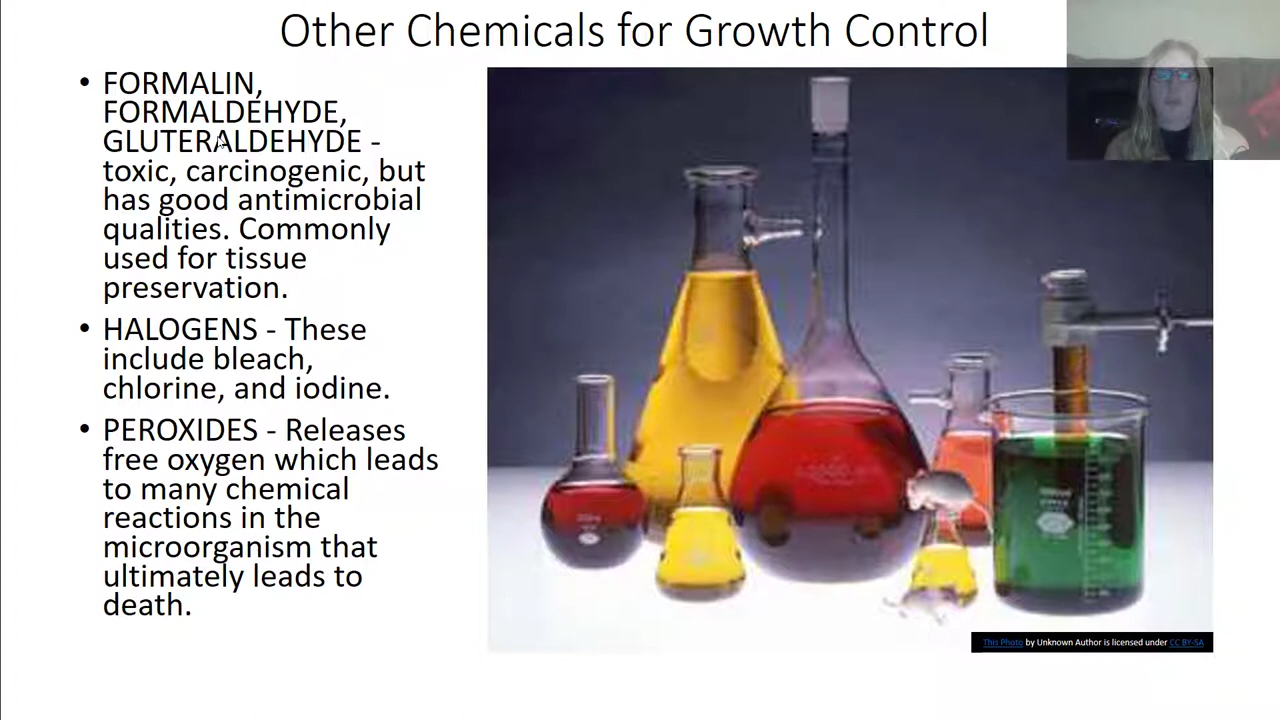 Other Chemicals for Growth Control
• FORMALIN,
FORMALDEHYDE,
GLUTERALDEHYDE -
toxic, carcinogenic, but
has good antimicrobial
qualities. Commonly
used for tissue
preservation.
• HALOGENS - These
include bleach,
chlorine, and iodine.
• PEROXIDES - Releases
free oxygen which leads
to many chemical
reactions in the
microorganism that
ultimately leads to
death.
This Photo by Unknown Author is licensed under CC BY-SA